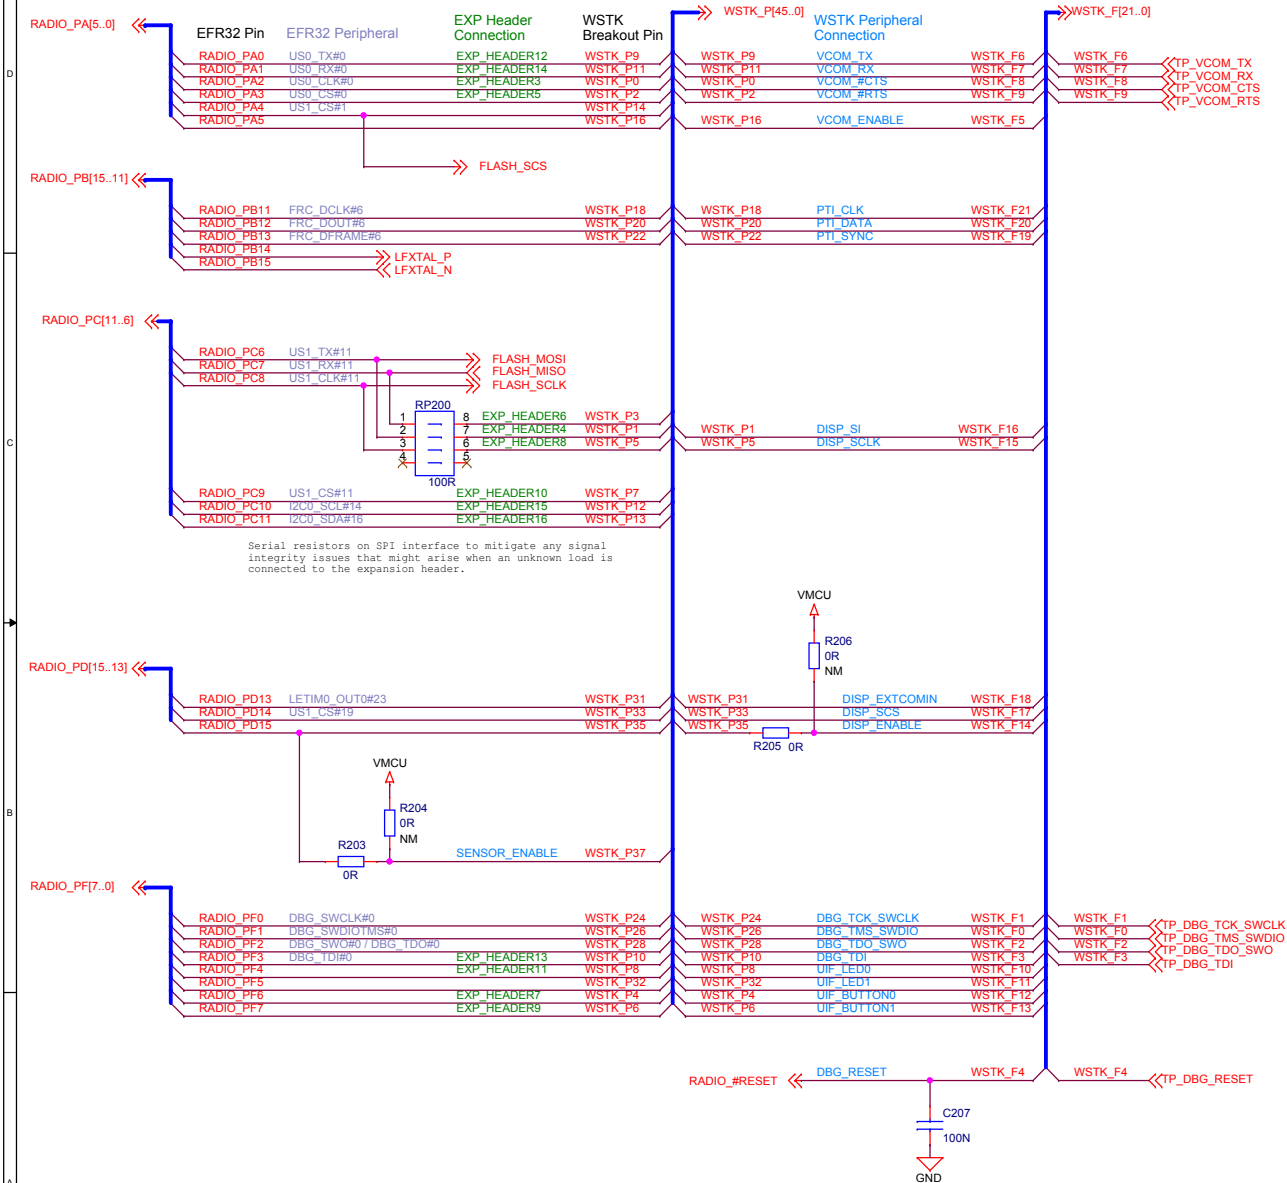 RADIO_PA[5..0]
WSTK_P[45..0]
WSTK_F[21..0]
EFR32 Pin EFR32 Peripheral EXP Header Connection WSTK Breakout Pin WSTK Peripheral Connection
D
RADIO_PA0 US0_TX#0 EXP_HEADER12 WSTK_P9 WSTK_P9 VCOM_TX WSTK_F6 WSTK_F6 TP_VCOM_TX
RADIO_PA1 US0_RX#0 EXP_HEADER14 WSTK_P11 WSTK_P11 VCOM_RX WSTK_F7 WSTK_F7 TP_VCOM_RX
RADIO_PA2 US0_CLK#0 EXP_HEADER3 WSTK_P0 WSTK_P0 VCOM_#CTS WSTK_F8 WSTK_F8 TP_VCOM_CTS
RADIO_PA3 US0_CS#0 EXP_HEADER5 WSTK_P2 WSTK_P2 VCOM_#RTS WSTK_F9 WSTK_F9 TP_VCOM_RTS
RADIO_PA4 US1_CS#1 WSTK_P14
RADIO_PA5 WSTK_P16 WSTK_P16 VCOM_ENABLE WSTK_F5
FLASH_SCS
RADIO_PB[15..11]
RADIO_PB11 FRC_DCLK#6 WSTK_P18 WSTK_P18 PTI_CLK WSTK_F21
RADIO_PB12 FRC_DOUT#6 WSTK_P20 WSTK_P20 PTI_DATA WSTK_F20
RADIO_PB13 FRC_DFRAME#6 WSTK_P22 WSTK_P22 PTI_SYNC WSTK_F19
RADIO_PB14 LFXTAL_P
RADIO_PB15 LFXTAL_N
RADIO_PC[11..6]
RADIO_PC6 US1_TX#11 FLASH_MOSI
RADIO_PC7 US1_RX#11 FLASH_MISO
RADIO_PC8 US1_CLK#11 FLASH_SCLK
RP200
1 8 EXP_HEADER6 WSTK_P3
2 7 EXP_HEADER4 WSTK_P1 WSTK_P1 DISP_SI WSTK_F16
C
3 6 EXP_HEADER8 WSTK_P5 WSTK_P5 DISP_SCLK WSTK_F15
4 5
100R
RADIO_PC9 US1_CS#11 EXP_HEADER10 WSTK_P7
RADIO_PC10 I2C0_SCL#14 EXP_HEADER15 WSTK_P12
RADIO_PC11 I2C0_SDA#16 EXP_HEADER16 WSTK_P13
Serial resistors on SPI interface to mitigate any signal
integrity issues that might arise when an unknown load is
connected to the expansion header.
VMCU
R206
0R
NM
RADIO_PD[15..13]
RADIO_PD13 LETIM0_OUT0#23 WSTK_P31 WSTK_P31 DISP_EXTCOMIN WSTK_F18
RADIO_PD14 US1_CS#19 WSTK_P33 WSTK_P33 DISP_SCS WSTK_F17
RADIO_PD15 WSTK_P35 WSTK_P35 DISP_ENABLE WSTK_F14
R205 0R
VMCU
R204
0R
NM
B
R203
0R
SENSOR_ENABLE WSTK_P37
RADIO_PF[7..0]
RADIO_PF0 DBG_SWCLK#0 WSTK_P24 WSTK_P24 DBG_TCK_SWCLK WSTK_F1 WSTK_F1 TP_DBG_TCK_SWCLK
RADIO_PF1 DBG_SWDIOTMS#0 WSTK_P26 WSTK_P26 DBG_TMS_SWDIO WSTK_F0 WSTK_F0 TP_DBG_TMS_SWDIO
RADIO_PF2 DBG_SWO#0 / DBG_TDO#0 WSTK_P28 WSTK_P28 DBG_TDO_SWO WSTK_F2 WSTK_F2 TP_DBG_TDO_SWO
RADIO_PF3 DBG_TDI#0 EXP_HEADER13 WSTK_P10 WSTK_P10 DBG_TDI WSTK_F3 WSTK_F3 TP_DBG_TDI
RADIO_PF4 EXP_HEADER11 WSTK_P8 WSTK_P8 UIF_LED0 WSTK_F10
RADIO_PF5 WSTK_P32 WSTK_P32 UIF_LED1 WSTK_F11
RADIO_PF6 EXP_HEADER7 WSTK_P4 WSTK_P4 UIF_BUTTON0 WSTK_F12
RADIO_PF7 EXP_HEADER9 WSTK_P6 WSTK_P6 UIF_BUTTON1 WSTK_F13
RADIO_#RESET DBG_RESET WSTK_F4 WSTK_F4 TP_DBG_RESET
C207
100N
GND
A